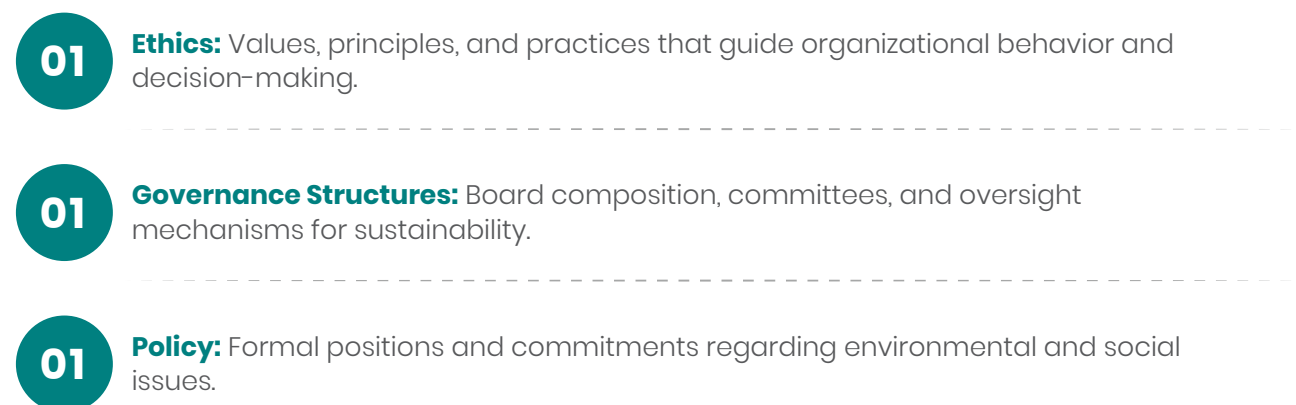 01
Ethics: Values, principles, and practices that guide organizational behavior and
decision-making.
01
Governance Structures: Board composition, committees, and oversight
mechanisms for sustainability.
01
Policy: Formal positions and commitments regarding environmental and social
issues.